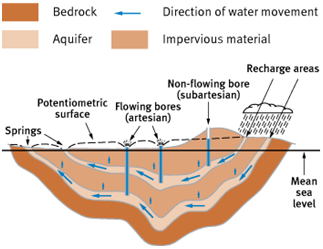 Bedrock
Direction of water movement
Aquifer
Impervious material
Recharge areas
Non-flowing bore
(subartesian)
Potentiometric
surface
Flowing bores
(artesian)
Springs
Mean
sea
level